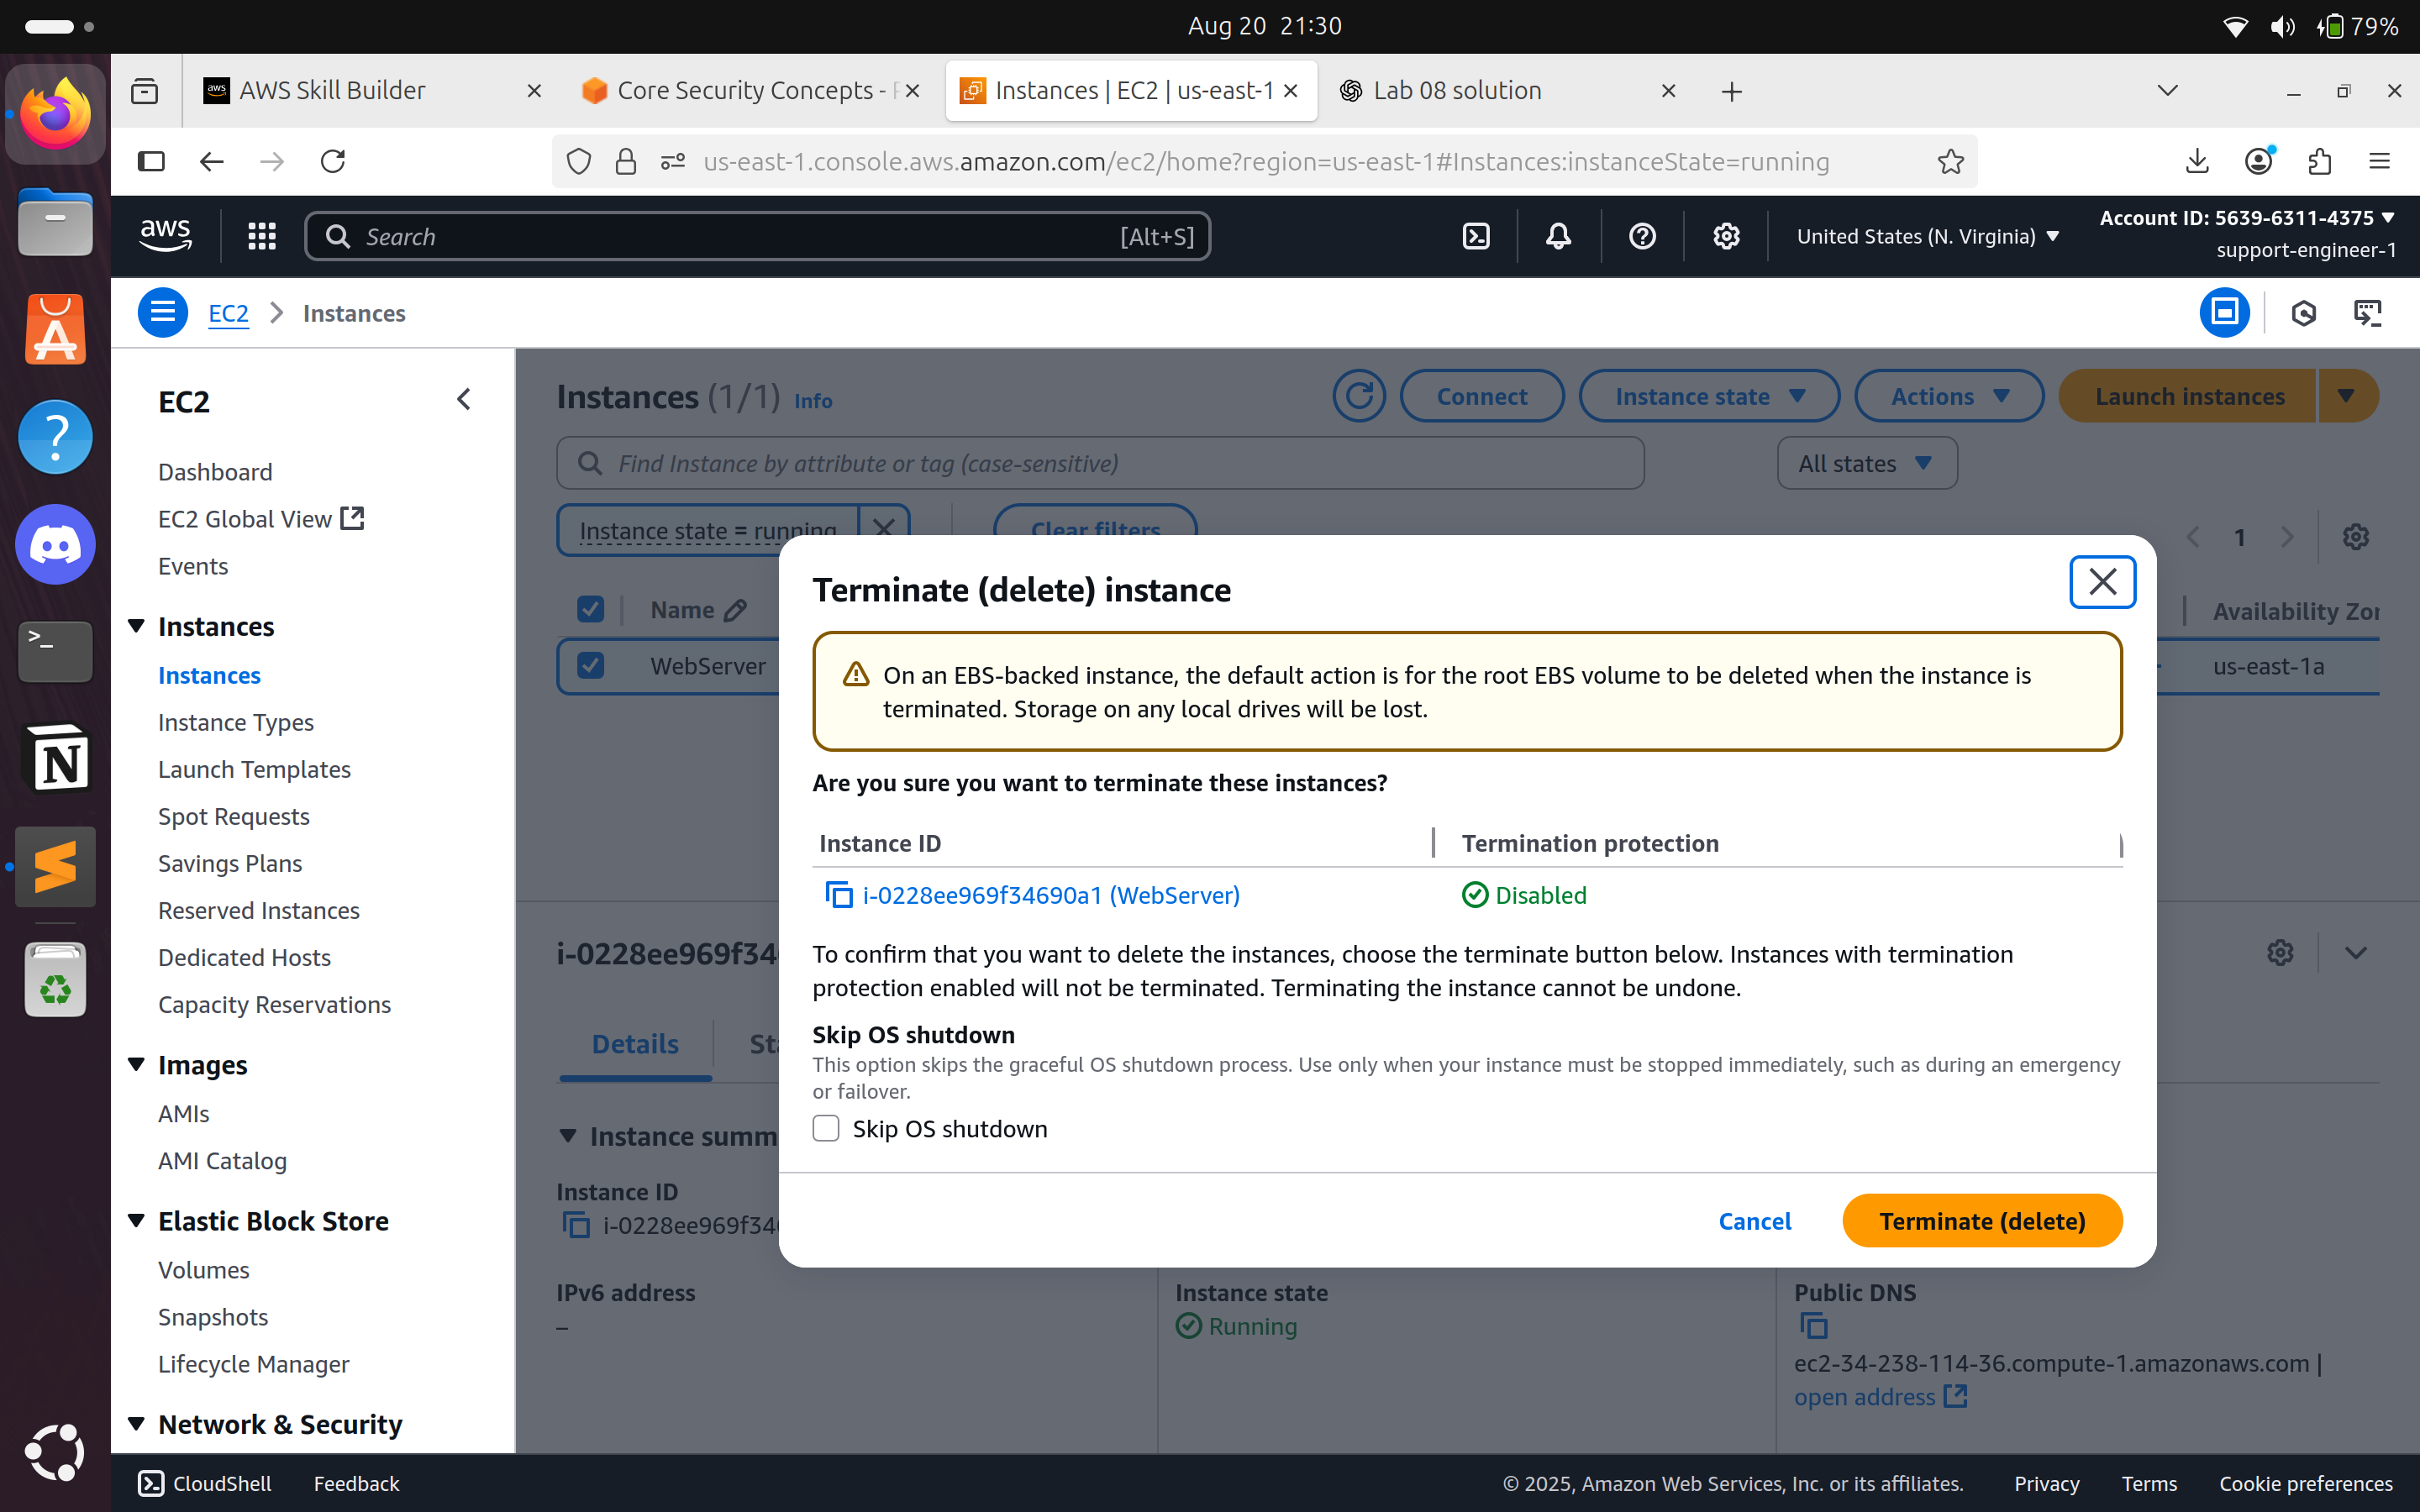 Aug 20 21:30
79%
AWS Skill Builder
Core Security Concepts -
Instances | EC2 | us-east-1
Lab 08 solution
us-east-1.console.aws.amazon.com/ec2/home?region=us-east-1#Instances:instanceState=running
aws
Search
[Alt+S]
United States (N. Virginia)
Account ID: 5639-6311-4375
support-engineer-1
EC2
Instances
EC2
Dashboard
EC2 Global View
Events
Instances
Instances
Instance Types
Launch Templates
Spot Requests
Savings Plans
Reserved Instances
Dedicated Hosts
Capacity Reservations
Images
AMIs
AMI Catalog
Elastic Block Store
Volumes
Snapshots
Lifecycle Manager
Network & Security
Instances (1/1) Info
Connect
Instance state
Actions
Launch instances
Find Instance by attribute or tag (case-sensitive)
All states
Instance state = running
Clear filters
1
Name
Availability Zon
WebServer
us-east-1a
Terminate (delete) instance
On an EBS-backed instance, the default action is for the root EBS volume to be deleted when the instance is
terminated. Storage on any local drives will be lost.
Are you sure you want to terminate these instances?
Instance ID
Termination protection
i-0228ee969f34690a1 (WebServer)
Disabled
To confirm that you want to delete the instances, choose the terminate button below. Instances with termination
protection enabled will not be terminated. Terminating the instance cannot be undone.
Skip OS shutdown
This option skips the graceful OS shutdown process. Use only when your instance must be stopped immediately, such as during an emergency
or failover.
Skip OS shutdown
Cancel
Terminate (delete)
i-0228ee969f34
Details
Sta
Instance summ
Instance ID
i-0228ee969f34
IPv6 address
–
Instance state
Running
Public DNS
ec2-34-238-114-36.compute-1.amazonaws.com |
open address
CloudShell
Feedback
© 2025, Amazon Web Services, Inc. or its affiliates.
Privacy
Terms
Cookie preferences